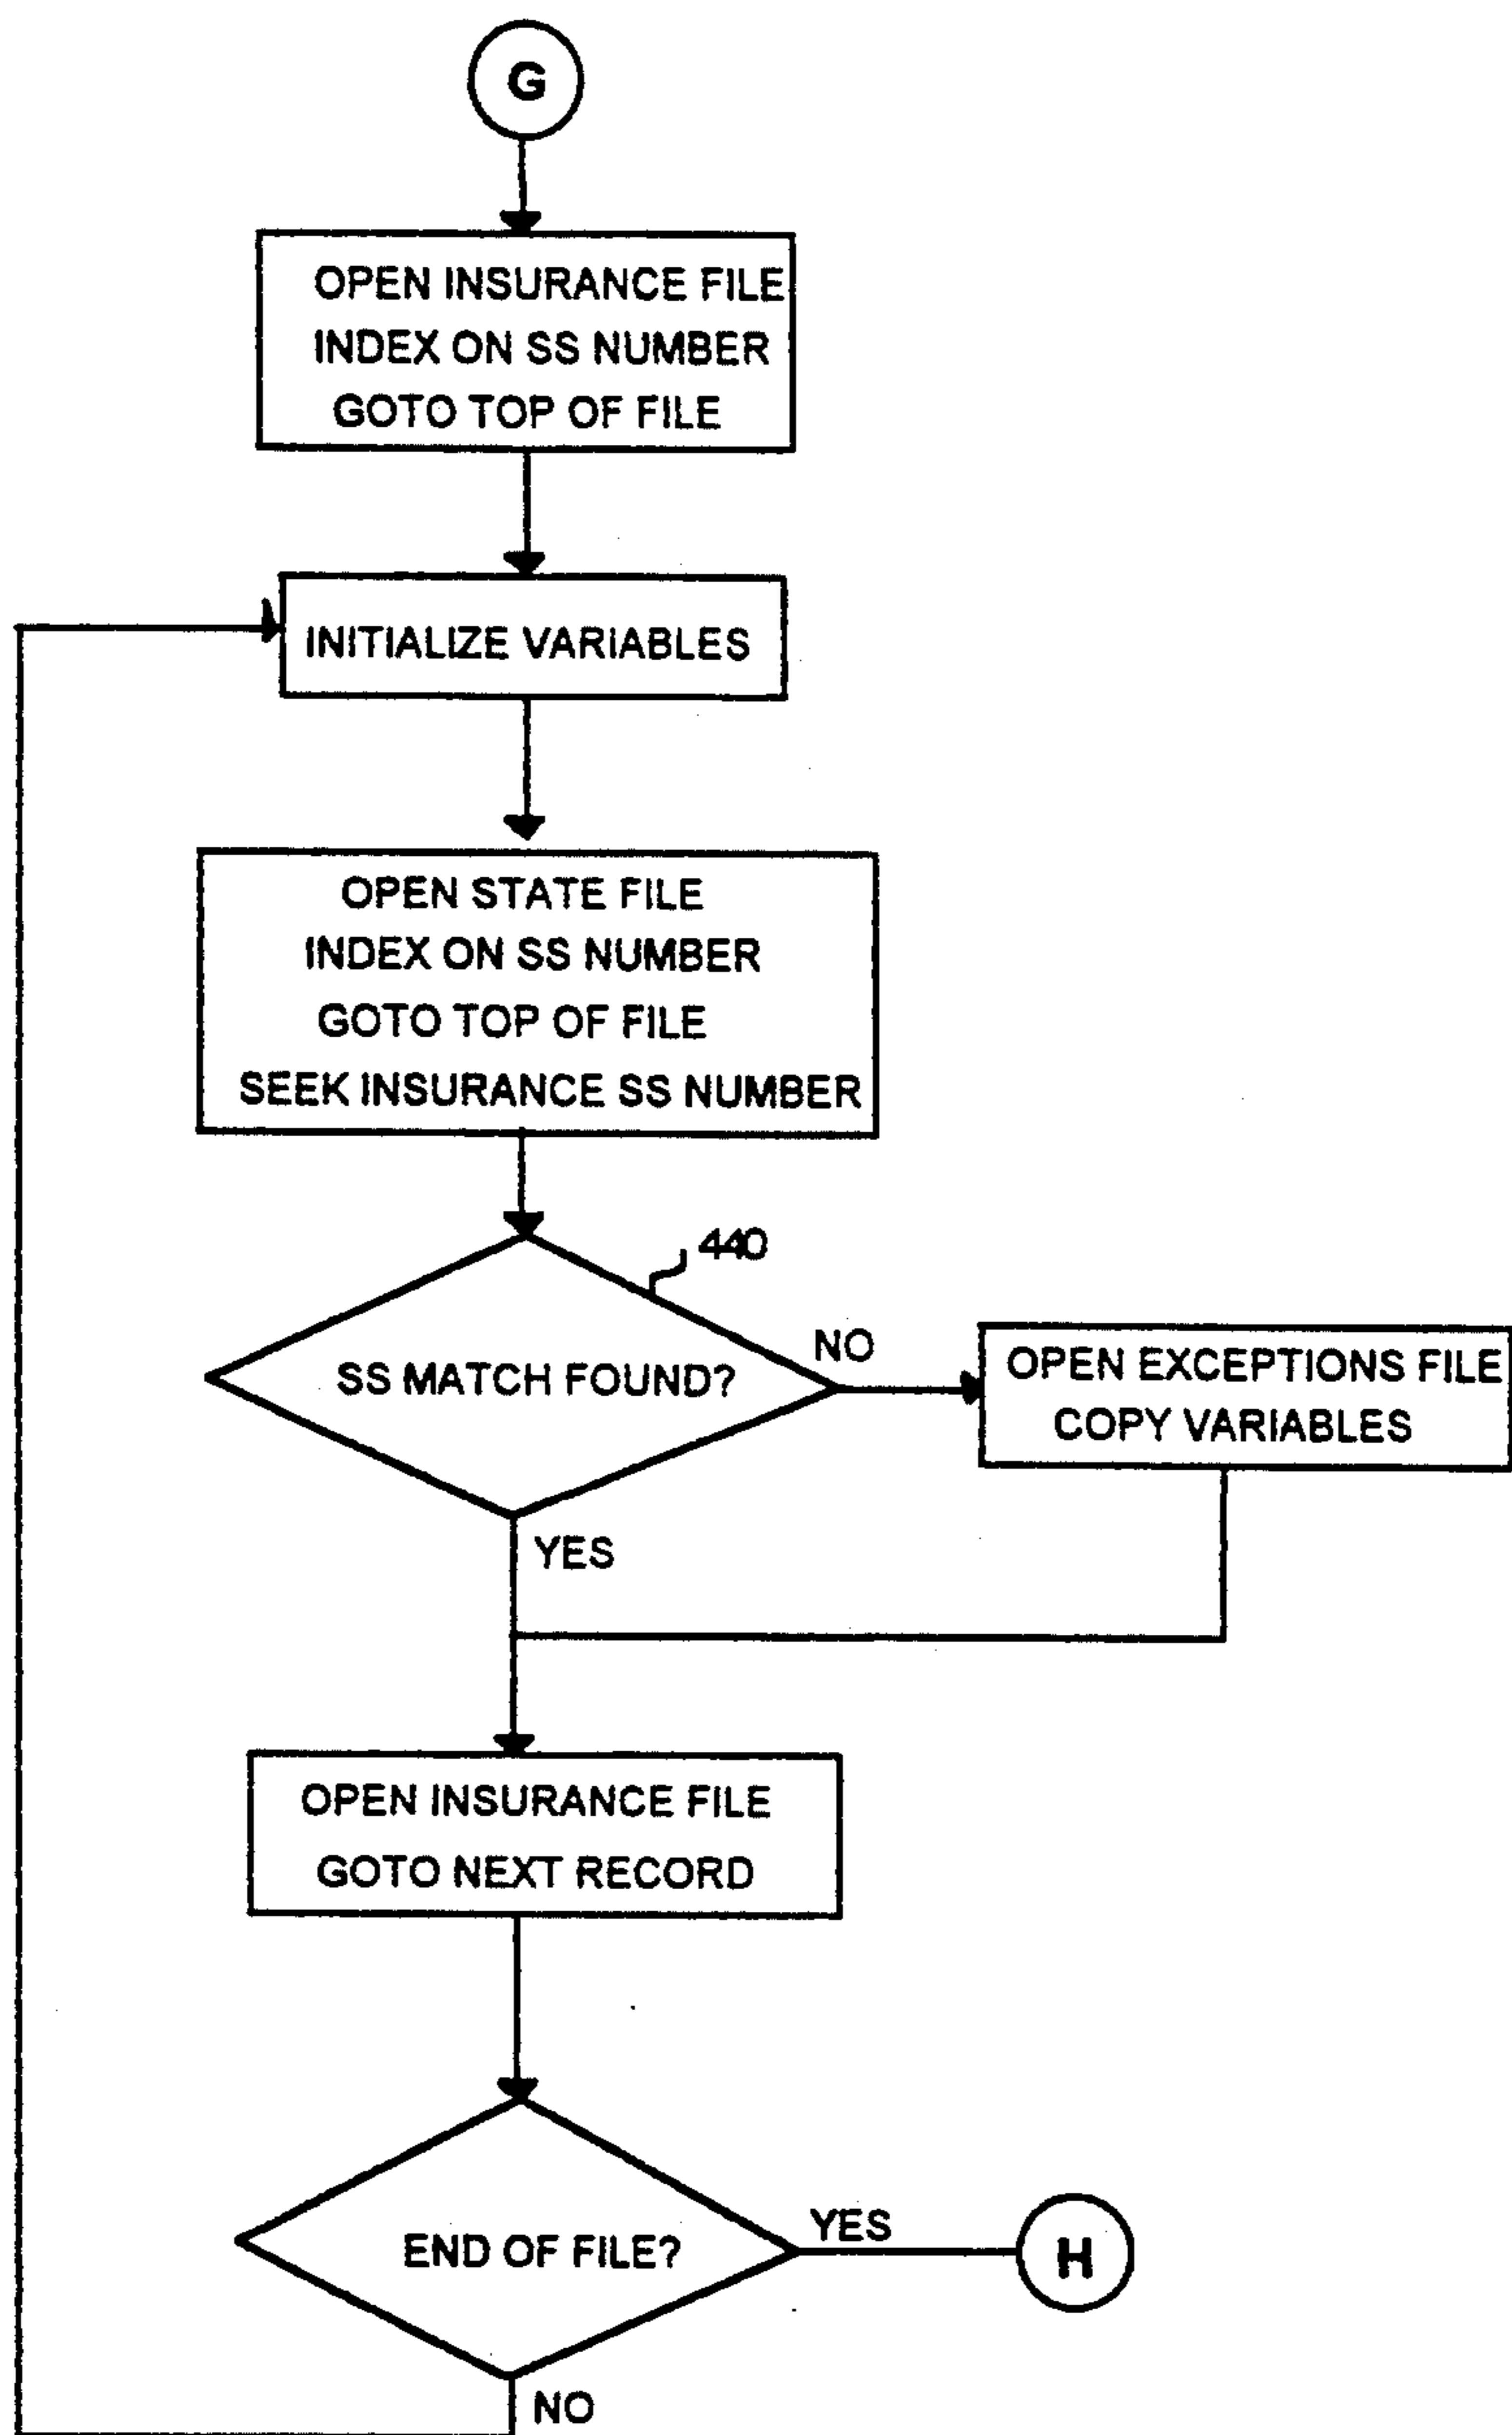 G
OPEN INSURANCE FILE
INDEX ON SS NUMBER
GOTO TOP OF FILE
INITIALIZE VARIABLES
OPEN STATE FILE
INDEX ON SS NUMBER
GOTO TOP OF FILE
SEEK INSURANCE SS NUMBER
440
SS MATCH FOUND?
NO
OPEN EXCEPTIONS FILE
COPY VARIABLES
YES
OPEN INSURANCE FILE
GOTO NEXT RECORD
END OF FILE?
YES
H
NO